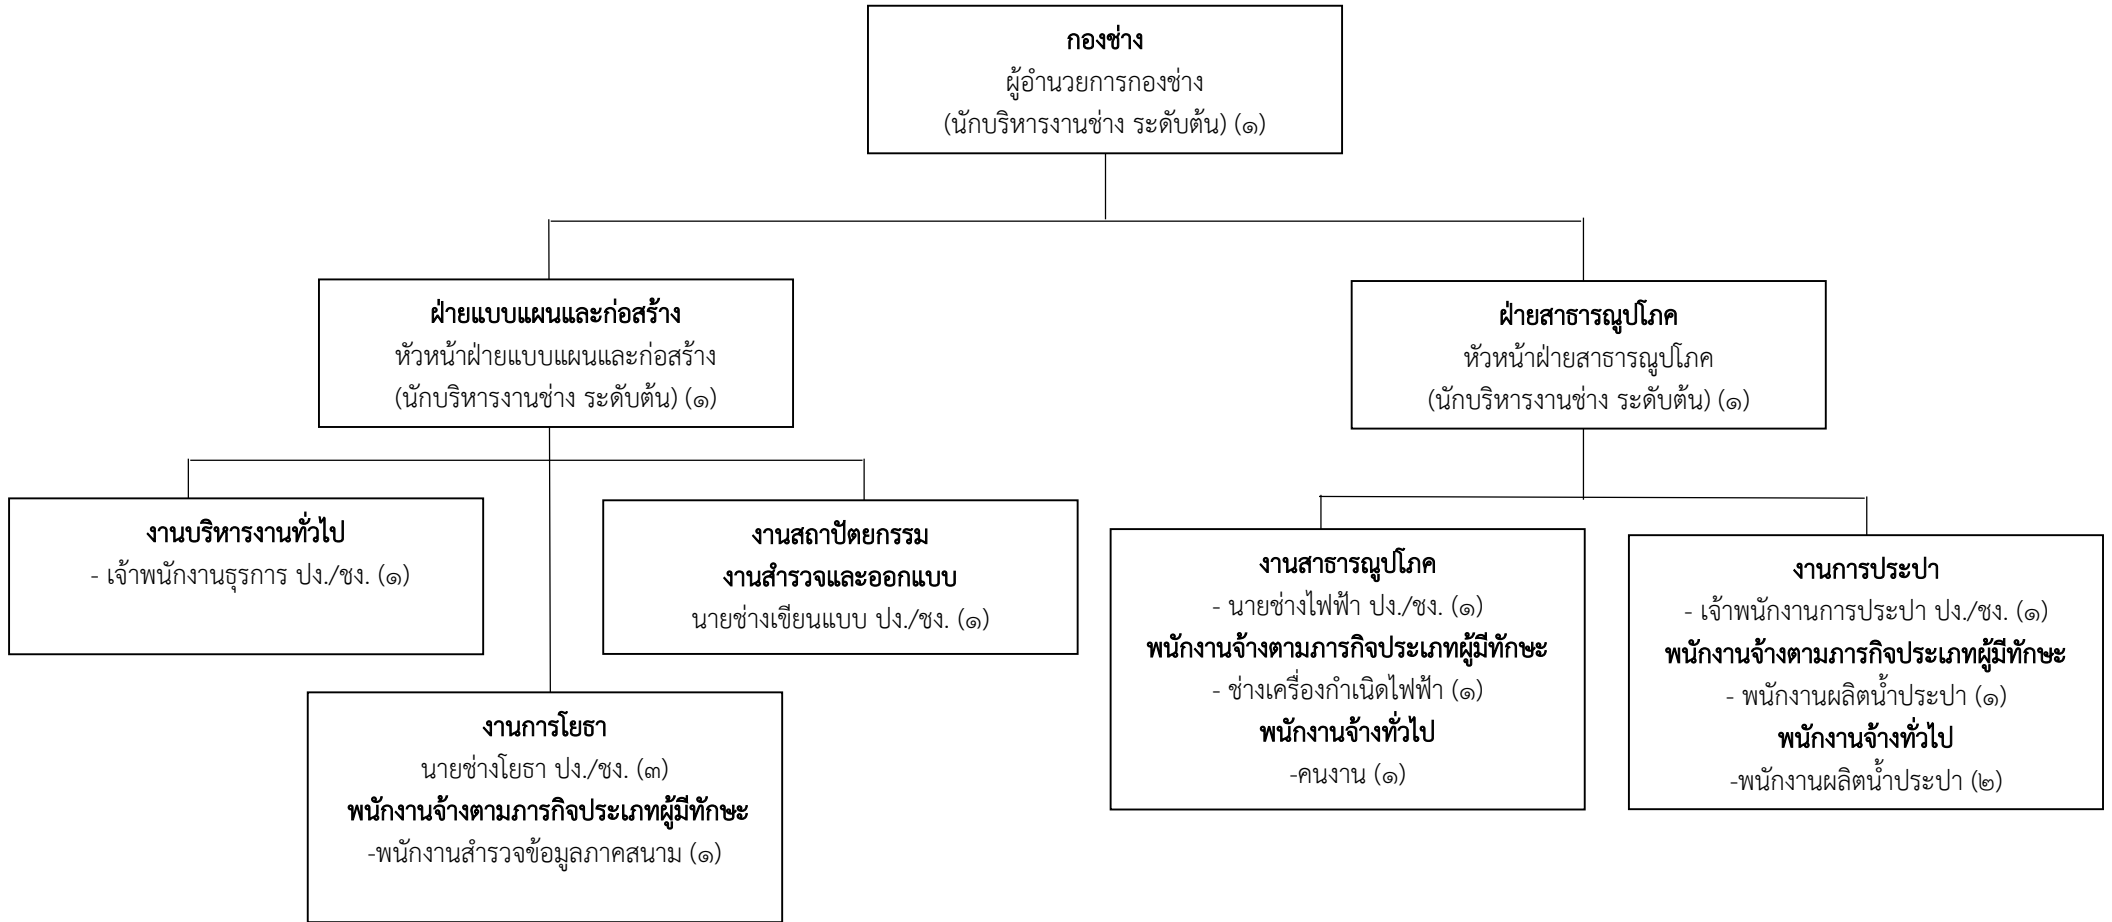 กองช่าง
ผู้อำนวยการกองช่าง
(นักบริหารงานช่าง ระดับต้น) (๑)
ฝ่ายแบบแผนและก่อสร้าง
หัวหน้าฝ่ายแบบแผนและก่อสร้าง
(นักบริหารงานช่าง ระดับต้น) (๑)
ฝ่ายสาธารณูปโภค
หัวหน้าฝ่ายสาธารณูปโภค
(นักบริหารงานช่าง ระดับต้น) (๑)
งานบริหารงานทั่วไป
- เจ้าพนักงานธุรการ ปง./ชง. (๑)
งานสถาปัตยกรรม
งานสำรวจและออกแบบ
นายช่างเขียนแบบ ปง./ชง. (๑)
งานการโยธา
นายช่างโยธา ปง./ชง. (๓)
พนักงานจ้างตามภารกิจประเภทผู้มีทักษะ
-พนักงานสำรวจข้อมูลภาคสนาม (๑)
งานสาธารณูปโภค
- นายช่างไฟฟ้า ปง./ชง. (๑)
พนักงานจ้างตามภารกิจประเภทผู้มีทักษะ
- ช่างเครื่องกำเนิดไฟฟ้า (๑)
พนักงานจ้างทั่วไป
-คนงาน (๑)
งานการประปา
- เจ้าพนักงานการประปา ปง./ชง. (๑)
พนักงานจ้างตามภารกิจประเภทผู้มีทักษะ
- พนักงานผลิตน้ำประปา (๑)
พนักงานจ้างทั่วไป
-พนักงานผลิตน้ำประปา (๒)